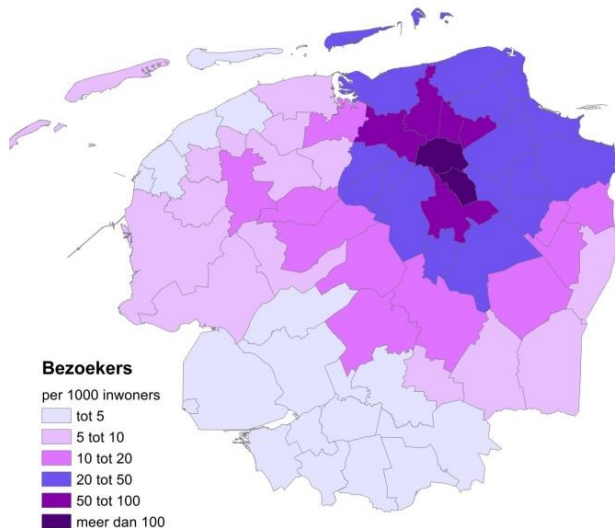 Bezoekers
per 1000 inwoners
tot 5
5 tot 10
10 tot 20
20 tot 50
50 tot 100
meer dan 100